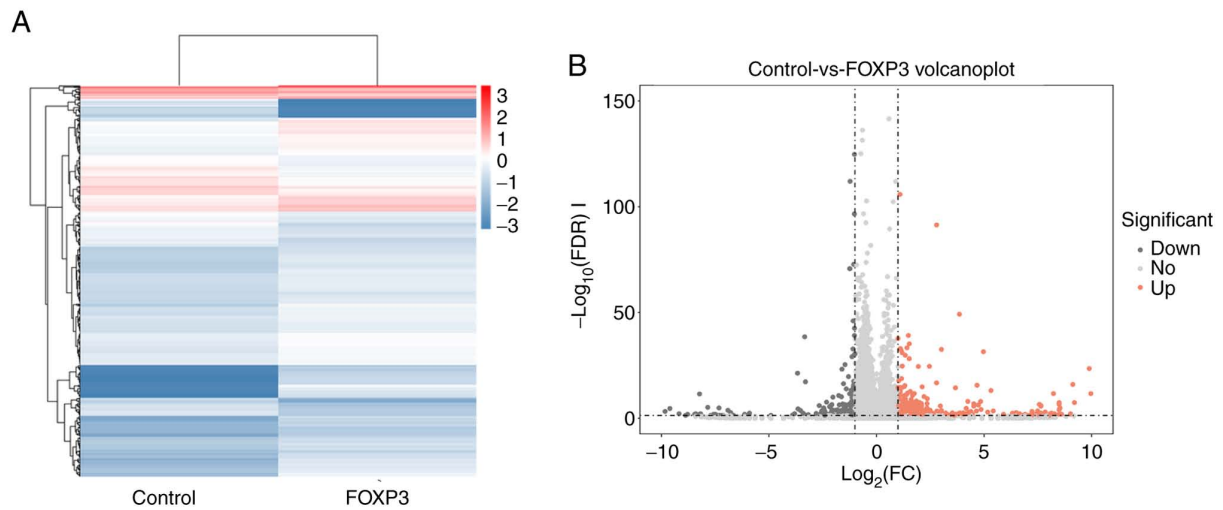 A
3
2
1
0
−1
−2
−3
Control
FOXP3
B
Control-vs-FOXP3 volcanoplot
150
100
50
0
−Log10(FDR) I
−10
−5
0
5
10
Log2(FC)
Significant
Down
No
Up